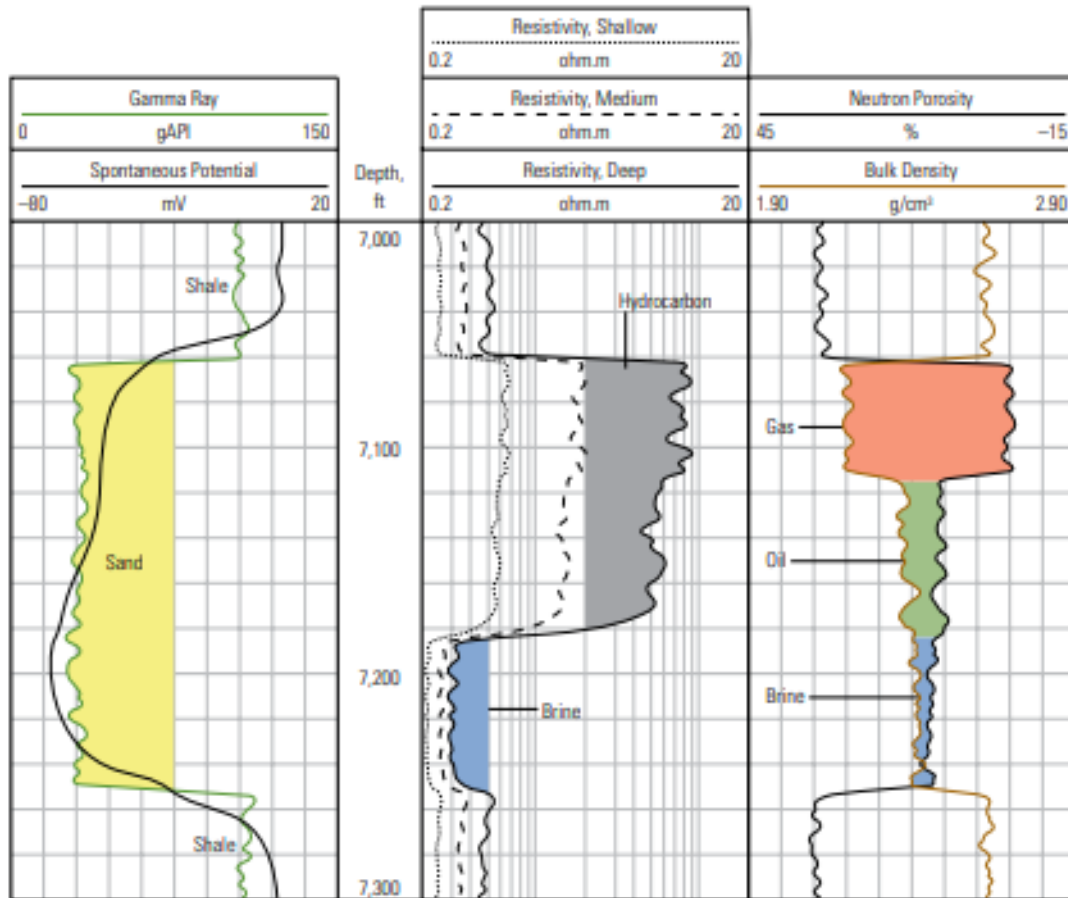 Resistivity, Shallow
0.2 ohm.m 20
Gamma Ray
0 gAPI 150
Resistivity, Medium
0.2 ohm.m 20
Neutron Porosity
45 % –15
Spontaneous Potential
–80 mV 20
Depth,
ft
Resistivity, Deep
0.2 ohm.m 20
Bulk Density
1.90 g/cm³ 2.90
7,000
Shale
Hydrocarbon
Gas
7,100
Sand
Oil
7,200
Brine
Brine
Shale
7,300